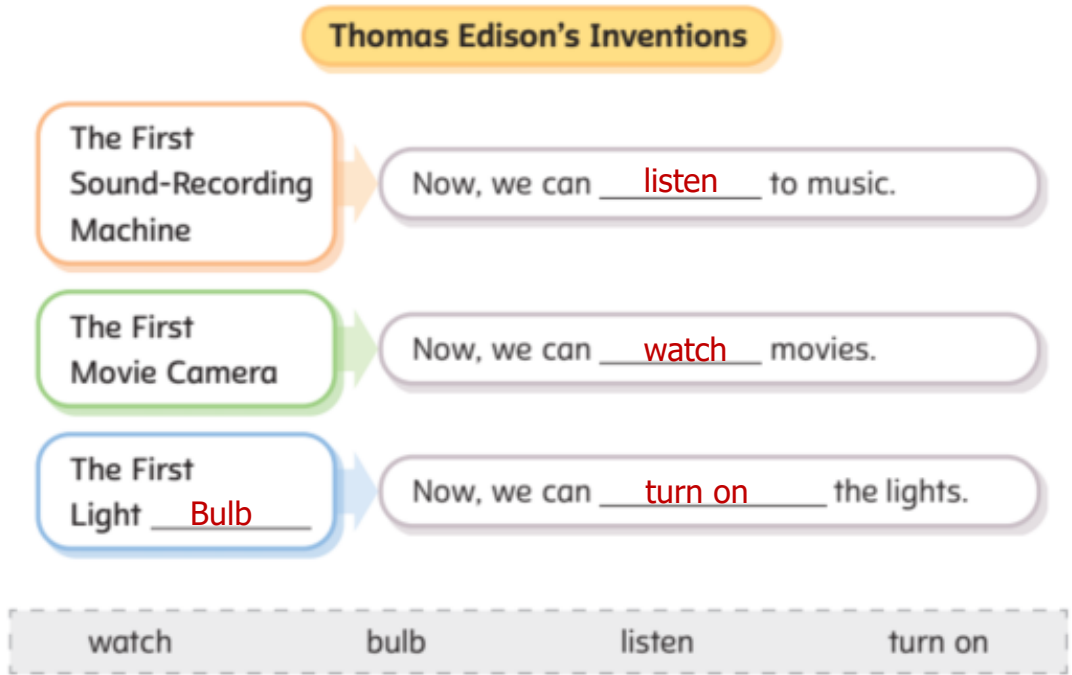 Thomas Edison's Inventions
The First
Sound-Recording
Machine
Now, we can listen to music.
The First
Movie Camera
Now, we can watch movies.
The First
Light Bulb
Now, we can turn on the lights.
watch bulb listen turn on